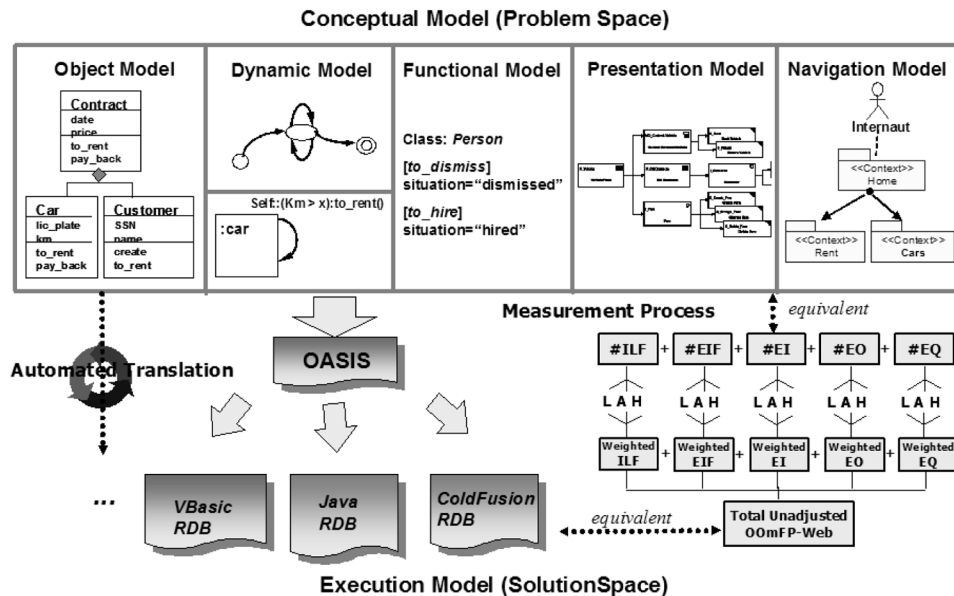 Conceptual Model (Problem Space)
Object Model
Dynamic Model
Functional Model
Presentation Model
Navigation Model
Contract
date
price
to_rent
pay_back
Car
lic_plate
km
to_rent
pay_back
Customer
SSN
name
create
to_rent
Self::(Km > x):to_rent()
:car
Class: Person
[to_dismiss]
situation=“dismissed”
[to_hire]
situation=“hired”
Internaut
<<Context>>
Home
<<Context>>
Rent
<<Context>>
Cars
Measurement Process
equivalent
Automated Translation
OASIS
#ILF + #EIF + #EI + #EO + #EQ
L A H L A H L A H L A H L A H
Weighted ILF + Weighted EIF + Weighted EI + Weighted EO + Weighted EQ
...
VBasic
RDB
Java
RDB
ColdFusion
RDB
equivalent
Total Unadjusted
OOmFP-Web
Execution Model (SolutionSpace)